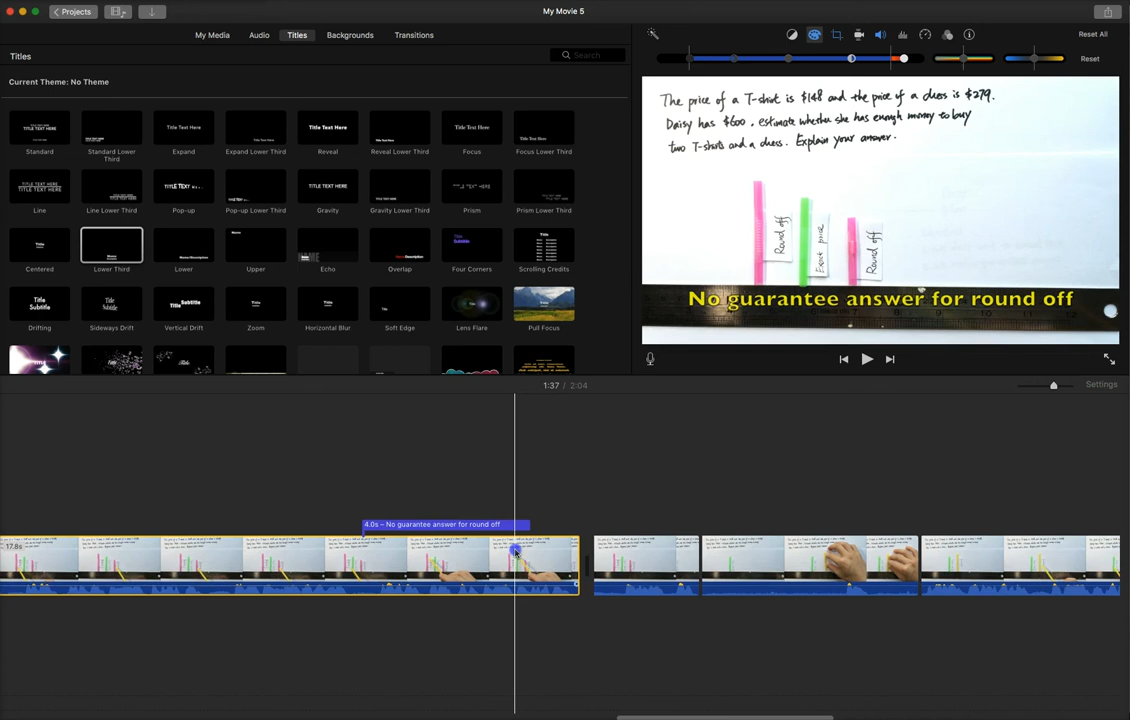 Projects
My Movie 5
My Media
Audio
Titles
Backgrounds
Transitions
Reset All
Titles
Search
Reset
Current Theme: No Theme
Standard
Standard Lower Third
Expand
Expand Lower Third
Reveal
Reveal Lower Third
Focus
Focus Lower Third
Line
Line Lower Third
Pop-up
Pop-up Lower Third
Gravity
Gravity Lower Third
Prism
Prism Lower Third
Centered
Lower Third
Lower
Upper
Echo
Overlap
Four Corners
Scrolling Credits
Drifting
Sideways Drift
Vertical Drift
Zoom
Horizontal Blur
Soft Edge
Lens Flare
Pull Focus
The price of a T-shirt is $148 and the price of a dress is $279.
Daisy has $600, estimate whether she has enough money to buy
two T-shirts and a dress. Explain your answer.
Round off
Exact price
Round off
No guarantee answer for round off
1:37 / 2:04
Settings
4.0s – No guarantee answer for round off
17.8s